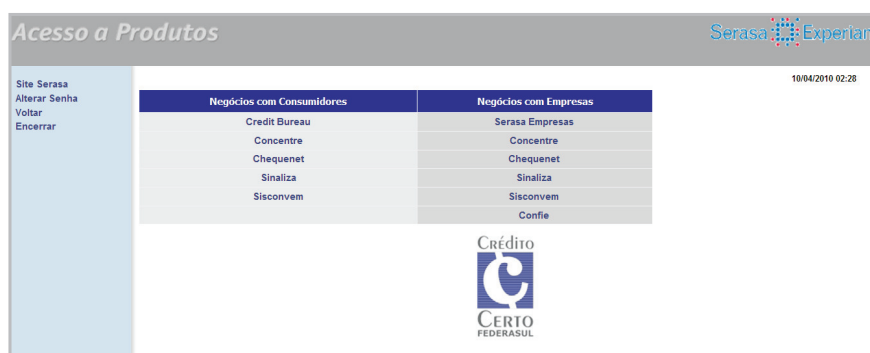 Acesso a Produtos
Serasa Experian
10/04/2010 02:28
Site Serasa
Alterar Senha
Voltar
Encerrar
Negócios com Consumidores Negócios com Empresas
Credit Bureau Serasa Empresas
Concentre Concentre
Chequenet Chequenet
Sinaliza Sinaliza
Sisconvem Sisconvem
Confie
CRÉDITO
CERTO
FEDERASUL